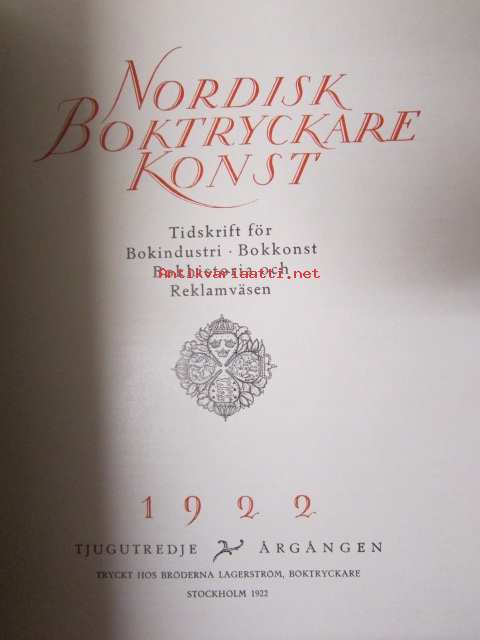 NORDISK
BOKTRYCKARE
KONST
Tidskrift för
Bokindustri · Bokkonst
Bokhistoria och
Antikvariaatti.net
Reklamväsen
1922
TJUGUTREDJE ÅRGÅNGEN
TRYCKT HOS BRÖDERNA LAGERSTRÖM, BOKTRYCKARE
STOCKHOLM 1922